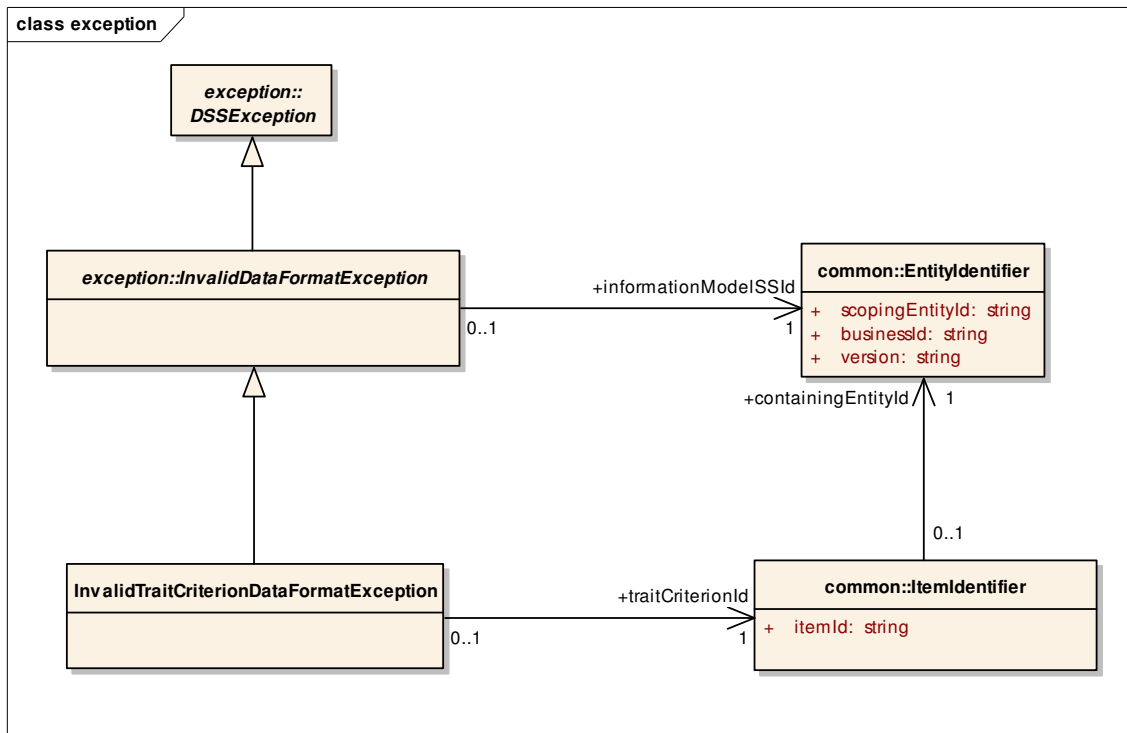 class exception
exception::
DSSException
exception::InvalidDataFormatException
+informationModelSSId
0..1
1
common::EntityIdentifier
+ scopingEntityId: string
+ businessId: string
+ version: string
+containingEntityId
1
0..1
InvalidTraitCriterionDataFormatException
+traitCriterionId
0..1
1
common::ItemIdentifier
+ itemId: string